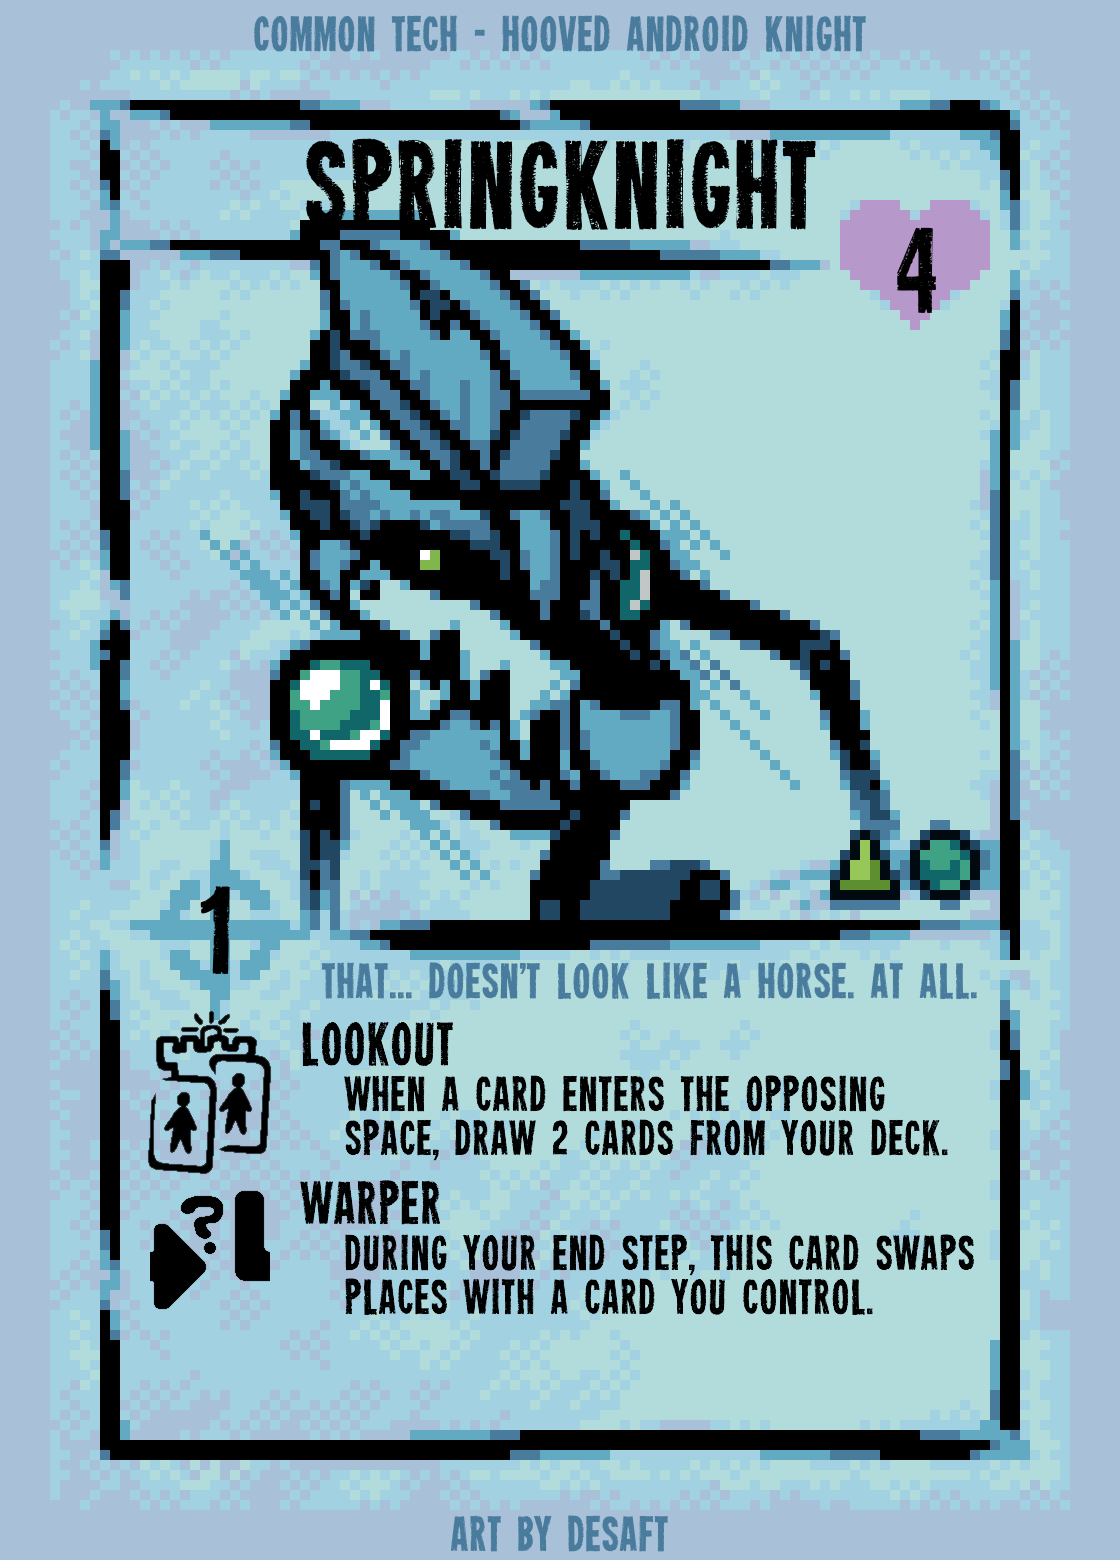 COMMON TECH - HOOVED ANDROID KNIGHT
SPRINGKNIGHT
4
1
THAT... DOESN'T LOOK LIKE A HORSE. AT ALL.
LOOKOUT
WHEN A CARD ENTERS THE OPPOSING
SPACE, DRAW 2 CARDS FROM YOUR DECK.
?
WARPER
DURING YOUR END STEP, THIS CARD SWAPS
PLACES WITH A CARD YOU CONTROL.
ART BY DESAFT